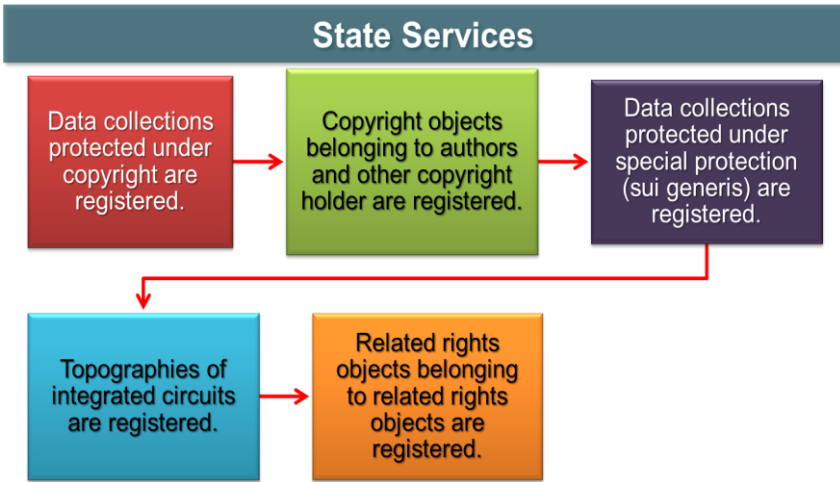 State Services
Data collections
protected under
copyright are
registered.
Copyright objects
belonging to authors
and other copyright
holder are registered.
Data collections
protected under
special protection
(sui generis) are
registered.
Topographies of
integrated circuits
are registered.
Related rights
objects belonging
to related rights
objects are
registered.